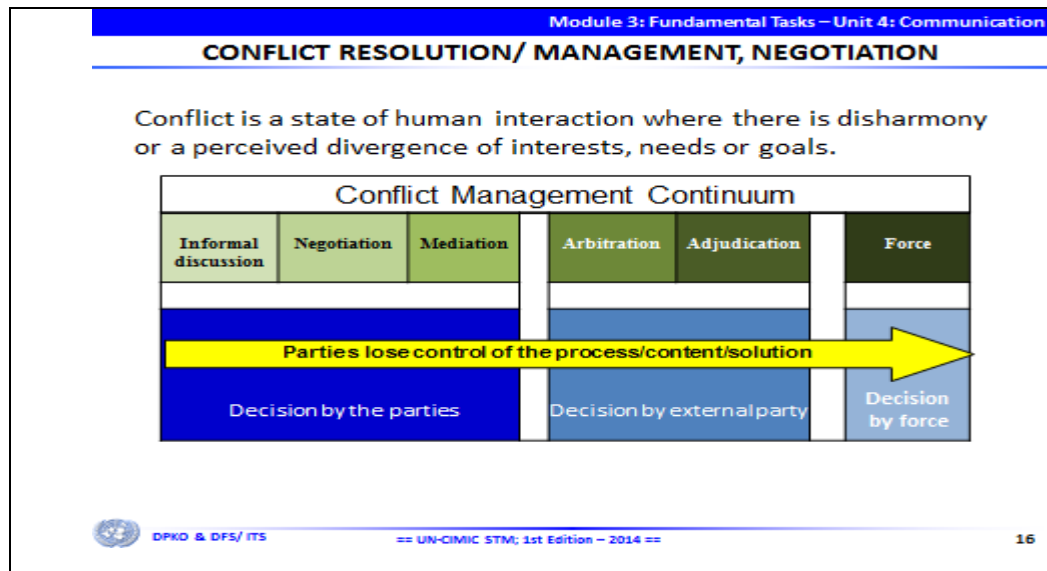 Module 3: Fundamental Tasks – Unit 4: Communication
CONFLICT RESOLUTION/ MANAGEMENT, NEGOTIATION
Conflict is a state of human interaction where there is disharmony
or a perceived divergence of interests, needs or goals.
Conflict Management Continuum
Informal
discussion
Negotiation
Mediation
Arbitration
Adjudication
Force
Parties lose control of the process/content/solution
Decision by the parties
Decision by external party
Decision
by force
DPKO & DFS/ ITS
== UN-CIMIC STM; 1st Edition – 2014 ==
16